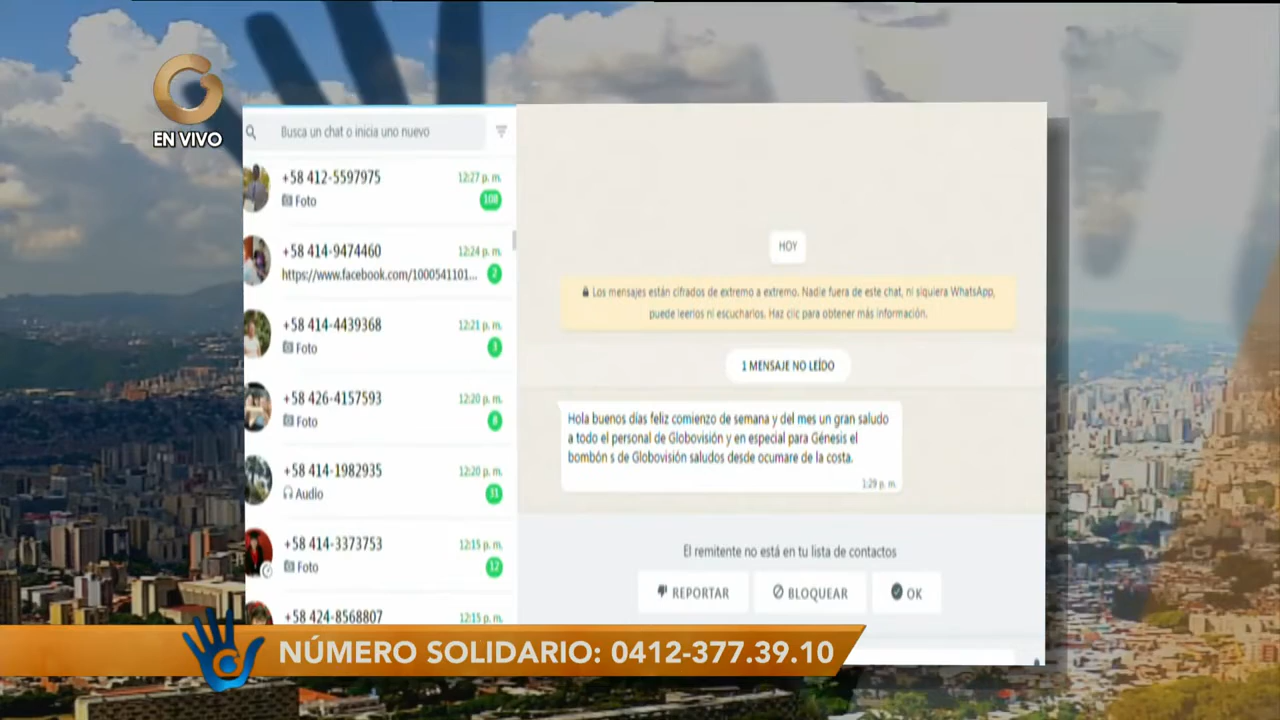 EN VIVO
Busca un chat o inicia uno nuevo
+58 412-5597975
12:27 p. m.
Foto
108
+58 414-9474460
12:24 p. m.
https://www.facebook.com/1000541101...
2
+58 414-4439368
12:21 p. m.
Foto
3
+58 426-4157593
12:20 p. m.
Foto
8
+58 414-1982935
12:20 p. m.
Audio
31
+58 414-3373753
12:15 p. m.
Foto
12
+58 424-8568807
12:15 p. m.
HOY
Los mensajes están cifrados de extremo a extremo. Nadie fuera de este chat, ni siquiera WhatsApp,
puede leerlos ni escucharlos. Haz clic para obtener más información.
1 MENSAJE NO LEÍDO
Hola buenos días feliz comienzo de semana y del mes un gran saludo
a todo el personal de Globovisión y en especial para Génesis el
bombón s de Globovisión saludos desde ocumare de la costa.
1:29 p. m.
El remitente no está en tu lista de contactos
REPORTAR
BLOQUEAR
OK
NÚMERO SOLIDARIO: 0412-377.39.10